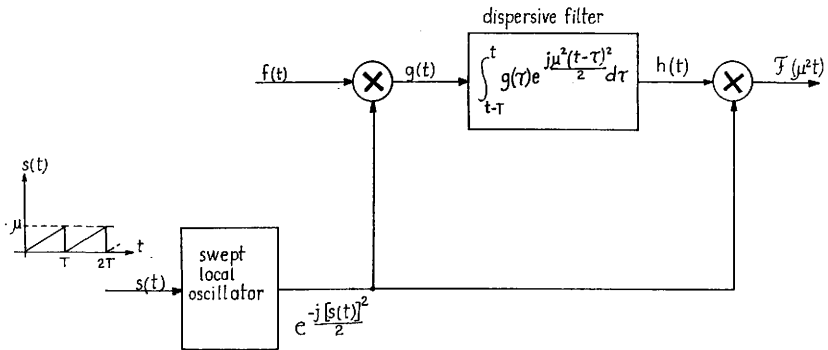 dispersive filter
f(t)
g(t)
∫_{t-T}^{t} g(τ)e^{jμ²(t-τ)²/2}dτ
h(t)
ℱ(μ²t)
s(t)
μ
t
T
2T
s(t)
swept
local
oscillator
e^{-j[s(t)]²/2}